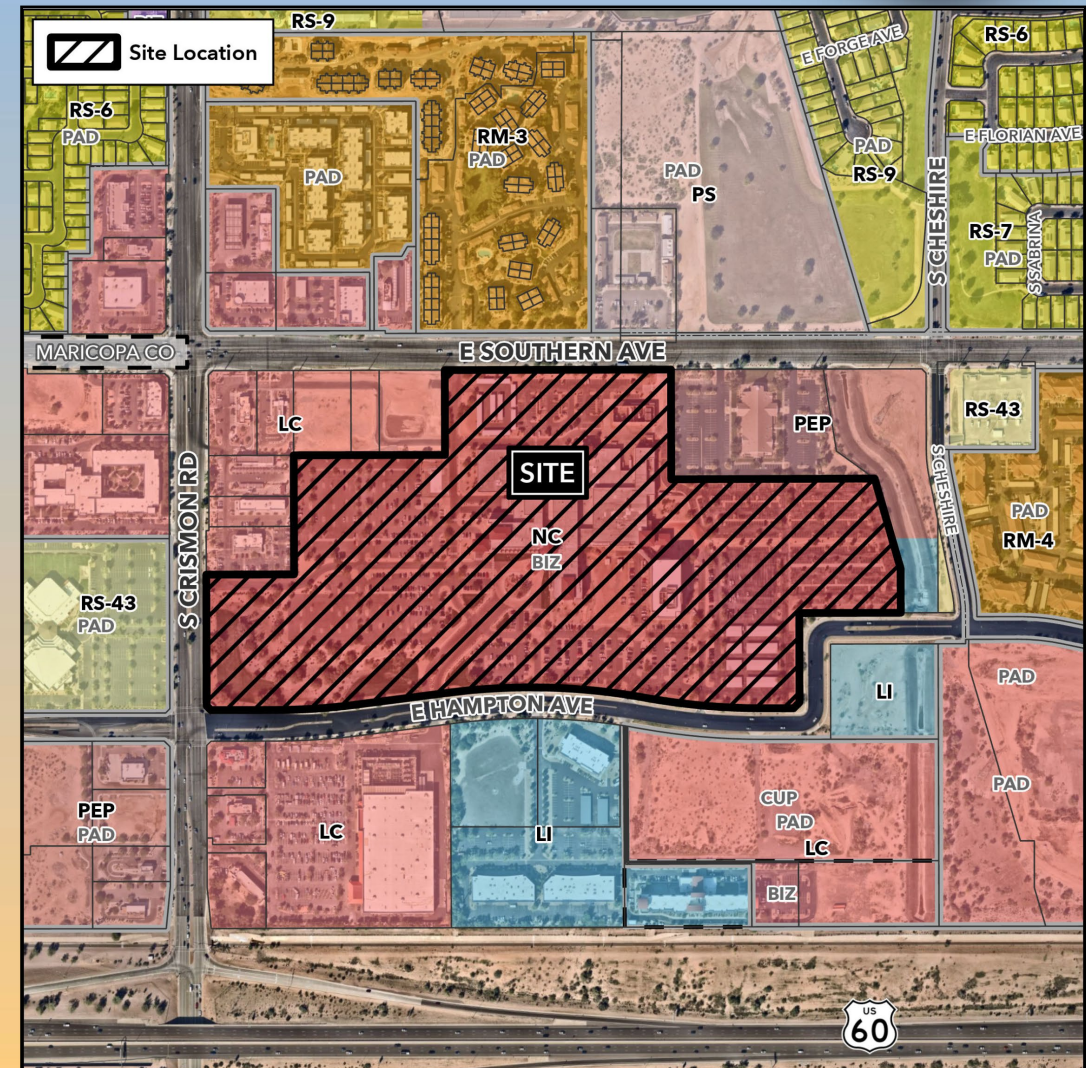 RS-9
Site Location
RS-6
PAD
PAD
RM-3
PAD
PAD
PS
E FORGE AVE
PAD
RS-9
RS-6
E FLORIAN AVE
S CHESHIRE
RS-7
PAD
S SABRINA
MARICOPA CO
E SOUTHERN AVE
LC
PEP
RS-43
SITE
S CRISMON RD
NC
BIZ
S CHESHIRE
PAD
RM-4
RS-43
PAD
E HAMPTON AVE
LI
PAD
PEP
PAD
LC
LI
CUP
PAD
LC
PAD
BIZ
US
60